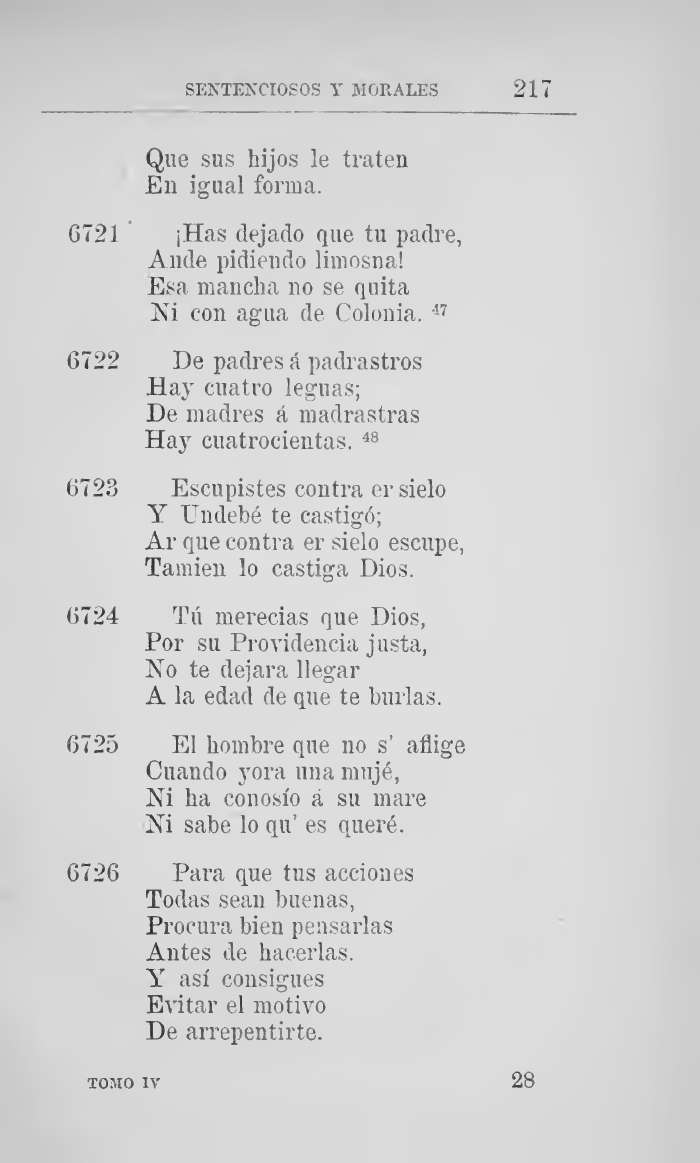 SENTENCIOSOS Y MORALES 217
Que sus hijos le traten
En igual forma.
6721 ¡Has dejado que tu padre,
Ande pidiendo limosna!
Esa mancha no se quita
Ni con agua de Colonia. 47
6722 De padres á padrastros
Hay cuatro leguas;
De madres á madrastras
Hay cuatrocientas. 48
6723 Escupistes contra er sielo
Y Undebé te castigó;
Ar que contra er sielo escupe,
Tamien lo castiga Dios.
6724 Tú merecias que Dios,
Por su Providencia justa,
No te dejara llegar
A la edad de que te burlas.
6725 El hombre que no s' aflige
Cuando yora una mujé,
Ni ha conosío á su mare
Ni sabe lo qu' es queré.
6726 Para que tus acciones
Todas sean buenas,
Procura bien pensarlas
Antes de hacerlas.
Y así consigues
Evitar el motivo
De arrepentirte.
TOMO IV 28